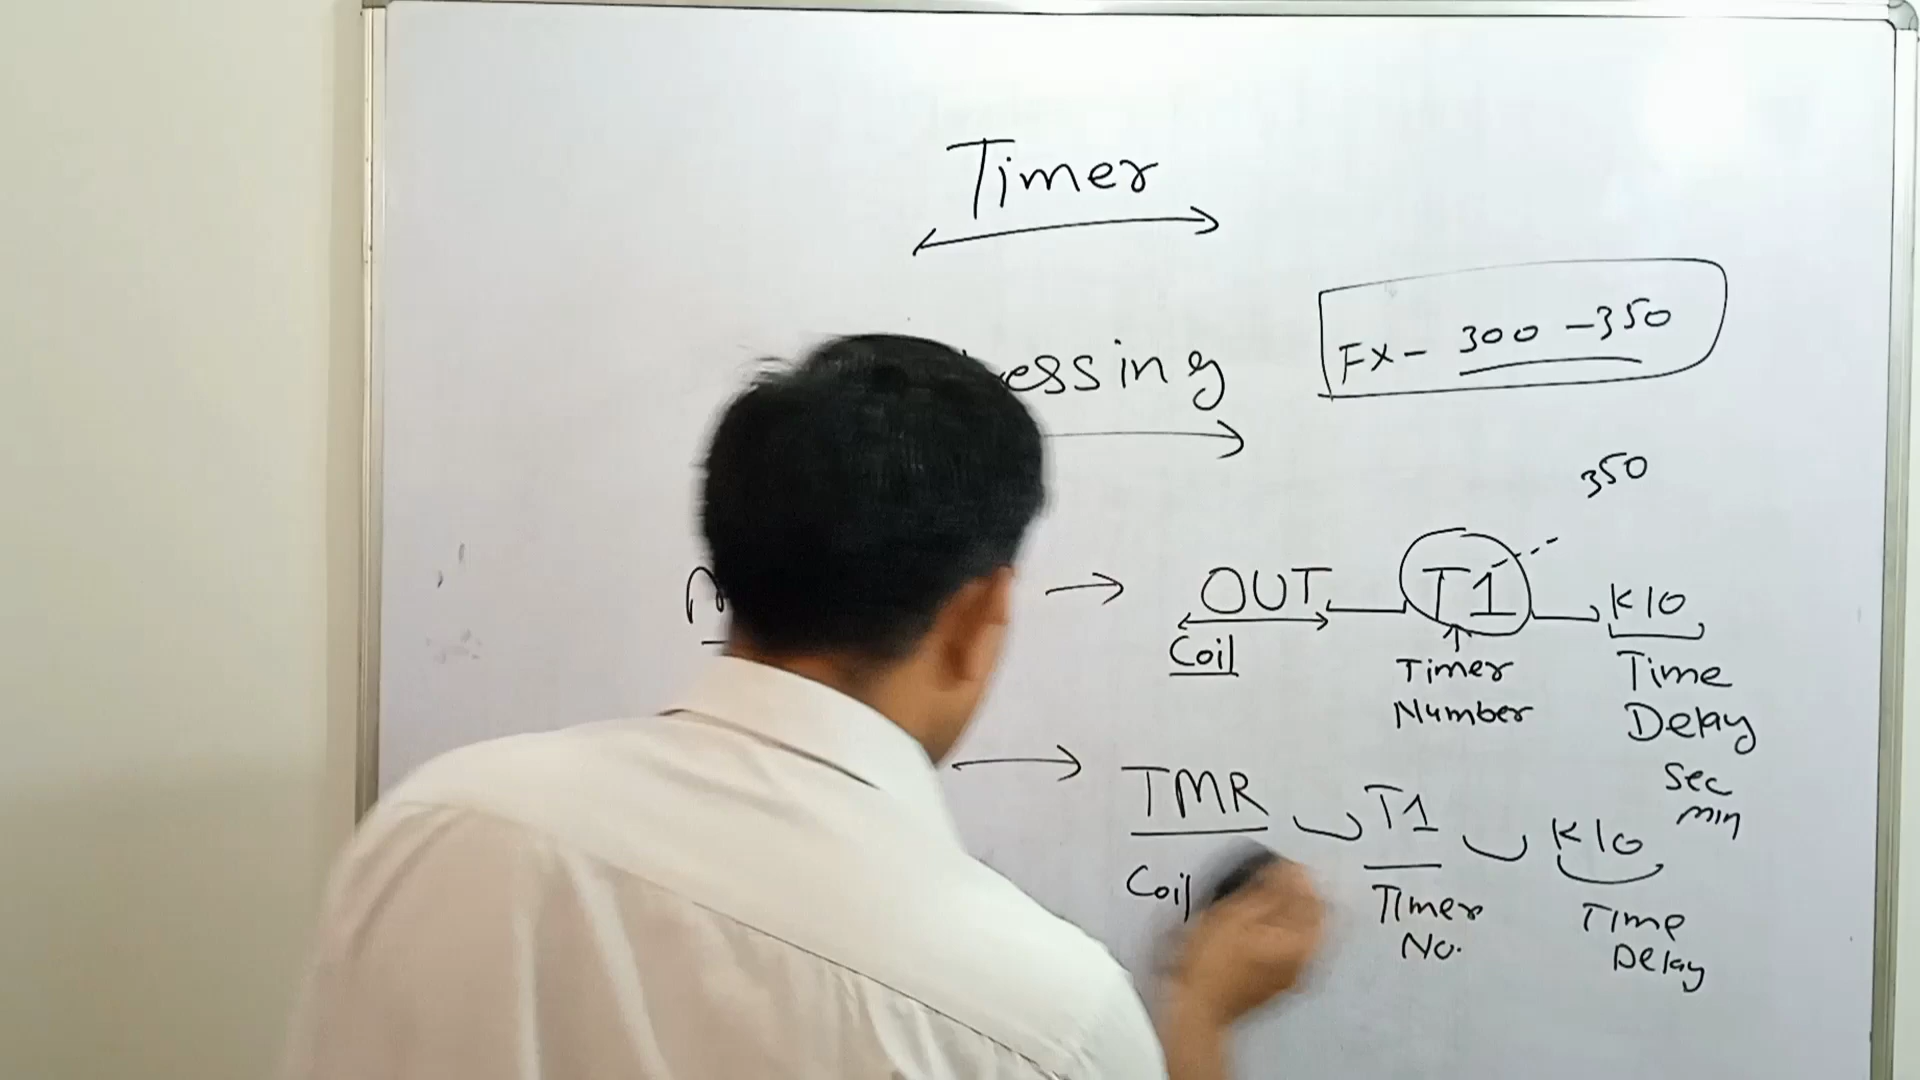 Timer
FX- 300 -350
350
OUT T1 K10
Coil
Timer
Number
Time
Delay
sec
min
TMR T1 K10
Coil
Timer
No.
Time
Delay